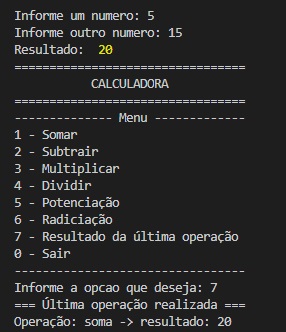 Informe um numero: 5
Informe outro numero: 15
Resultado:  20
=================================
           CALCULADORA
=================================
-------------- Menu -------------
1 - Somar
2 - Subtrair
3 - Multiplicar
4 - Dividir
5 - Potenciação
6 - Radiciação
7 - Resultado da última operação
0 - Sair
---------------------------------
Informe a opcao que deseja: 7
=== Última operação realizada ===
Operação: soma -> resultado: 20